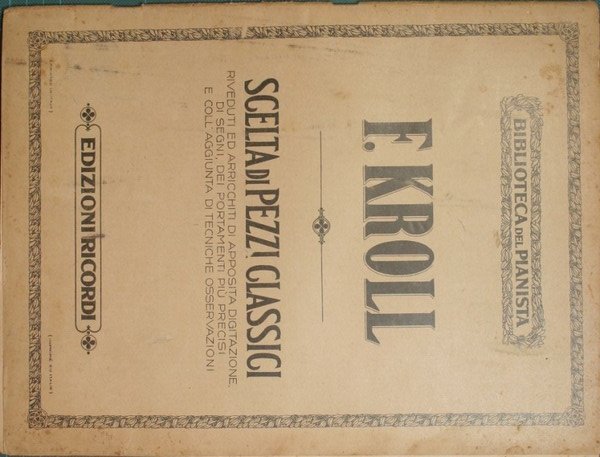 BIBLIOTECA DEL PIANISTA
F. KROLL
SCELTA DI PEZZI CLASSICI
RIVEDUTI ED ARRICCHITI DI APPOSITA DIGITAZIONE,
DI SEGNI DEI PORTAMENTI PIÙ PRECISI
E COLL'AGGIUNTA DI TECNICHE OSSERVAZIONI
EDIZIONI RICORDI